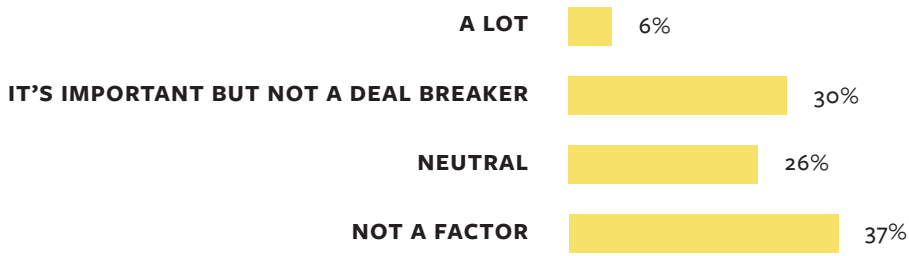 A LOT 6%
IT'S IMPORTANT BUT NOT A DEAL BREAKER 30%
NEUTRAL 26%
NOT A FACTOR 37%